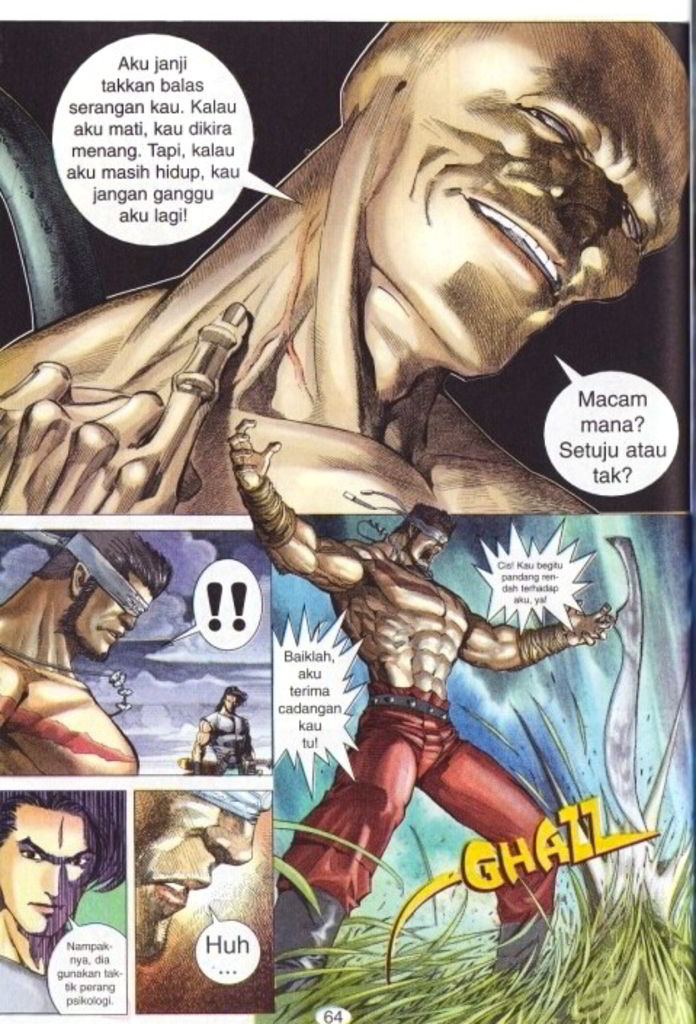 Aku janji
takkan balas
serangan kau. Kalau
aku mati, kau dikira
menang. Tapi, kalau
aku masih hidup, kau
jangan ganggu
aku lagi!
Macam
mana?
Setuju atau
tak?
!!
Cis! Kau begitu
pandang ren-
dah terhadap
aku, ya!
Baiklah,
aku
terima
cadangan
kau
tu!
GHAZZ
Nampak-
nya, dia
gunakan tak-
tik perang
psikologi.
Huh
....
64